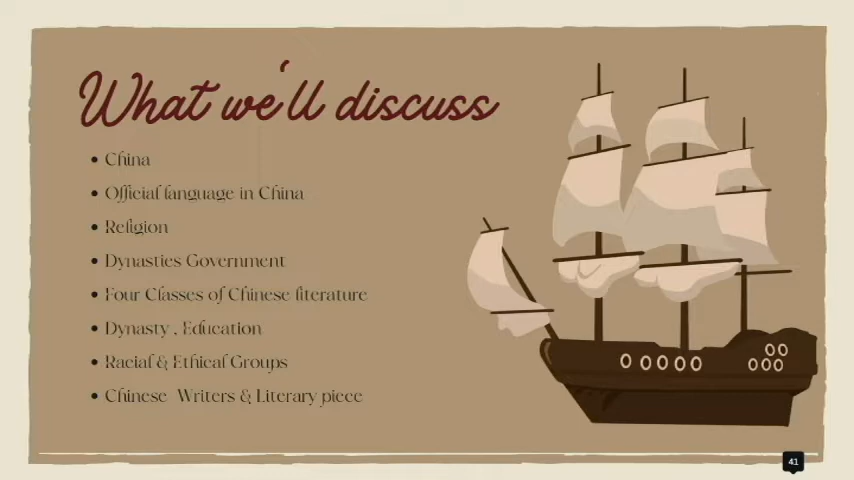 What we'll discuss
• China
• Official language in China
• Religion
• Dynasties Government
• Four Classes of Chinese literature
• Dynasty , Education
• Racial & Ethical Groups
• Chinese Writers & Literary piece
41